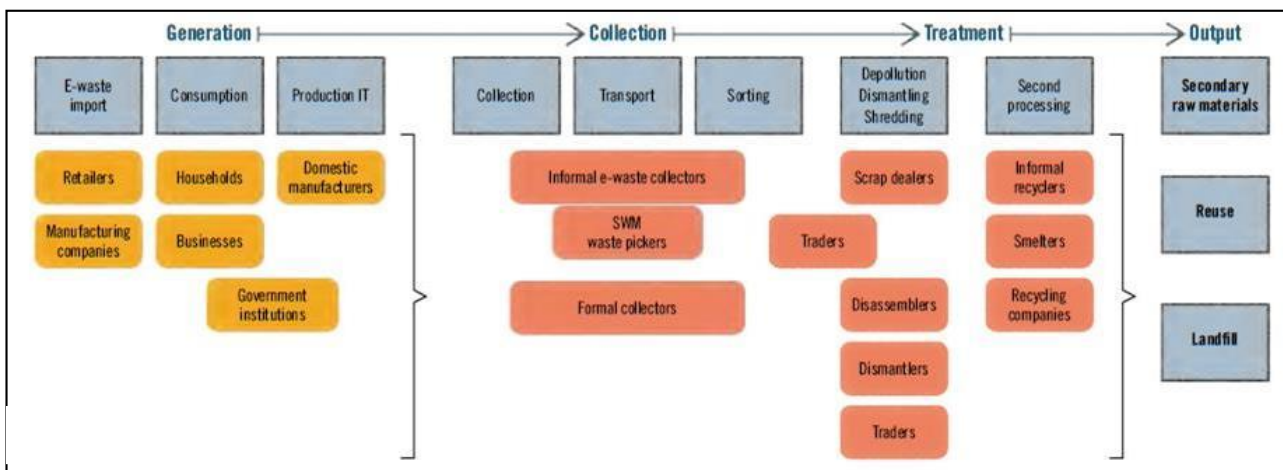 Generation
Collection
Treatment
Output
E-waste
import
Consumption
Production IT
Collection
Transport
Sorting
Depollution
Dismantling
Shredding
Second
processing
Secondary
raw materials
Retailers
Households
Domestic
manufacturers
Informal e-waste collectors
Scrap dealers
Informal
recyclers
Manufacturing
companies
Businesses
SWM
waste pickers
Traders
Smelters
Reuse
Government
institutions
Formal collectors
Disassemblers
Recycling
companies
Landfill
Dismantlers
Traders